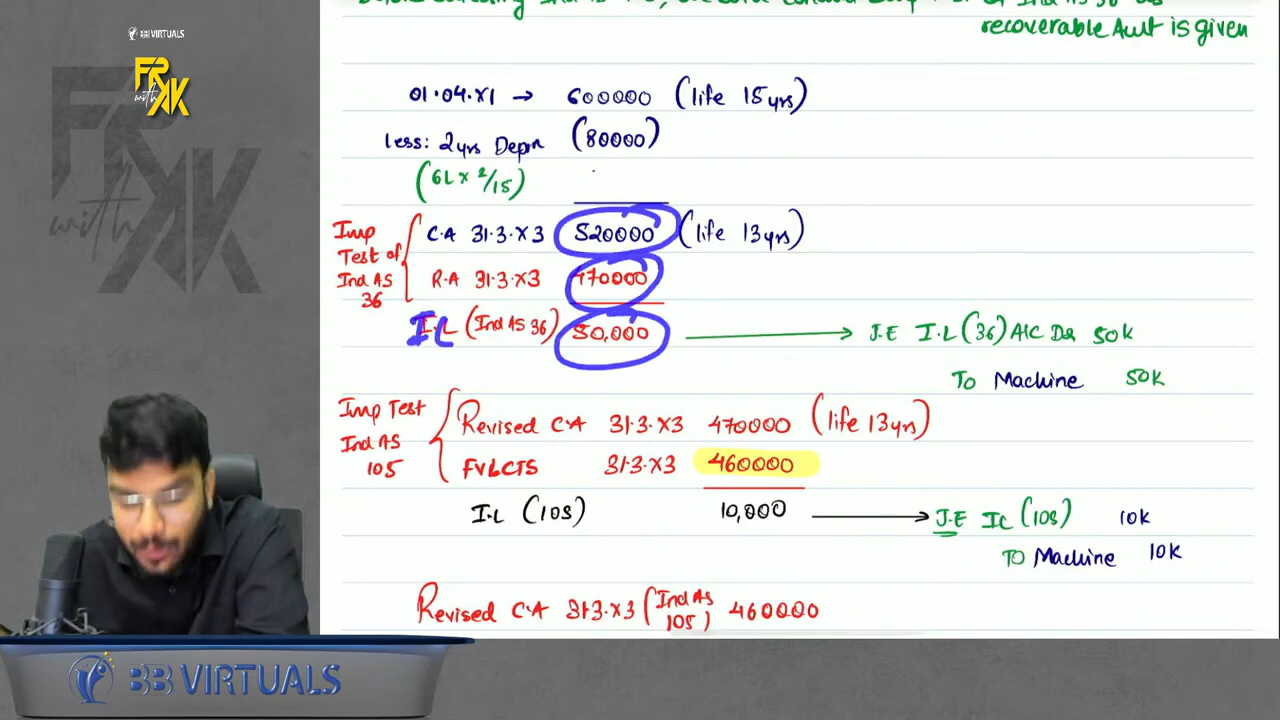 BB VIRTUALS
FR
with AK
recoverable Amt is given
01.04.X1 → 600000 (life 15yrs)
less: 2yrs Deprn (80000)
(6L x 2/15)
Imp Test of Ind AS 36
C.A 31.3.X3 520000 (life 13yrs)
R.A 31.3.X3 470000
I.L (Ind AS 36) 50,000 → J.E I.L(36) A/C Dr 50K
To Machine 50K
Imp Test Ind AS 105
Revised C.A 31.3.X3 470000 (life 13yrs)
FVLCTS 31.3.X3 460000
I.L (105) 10,000 → J.E IL (105) 10K
To Machine 10K
Revised C.A 31.3.X3 (Ind AS 105) 460000
BB VIRTUALS